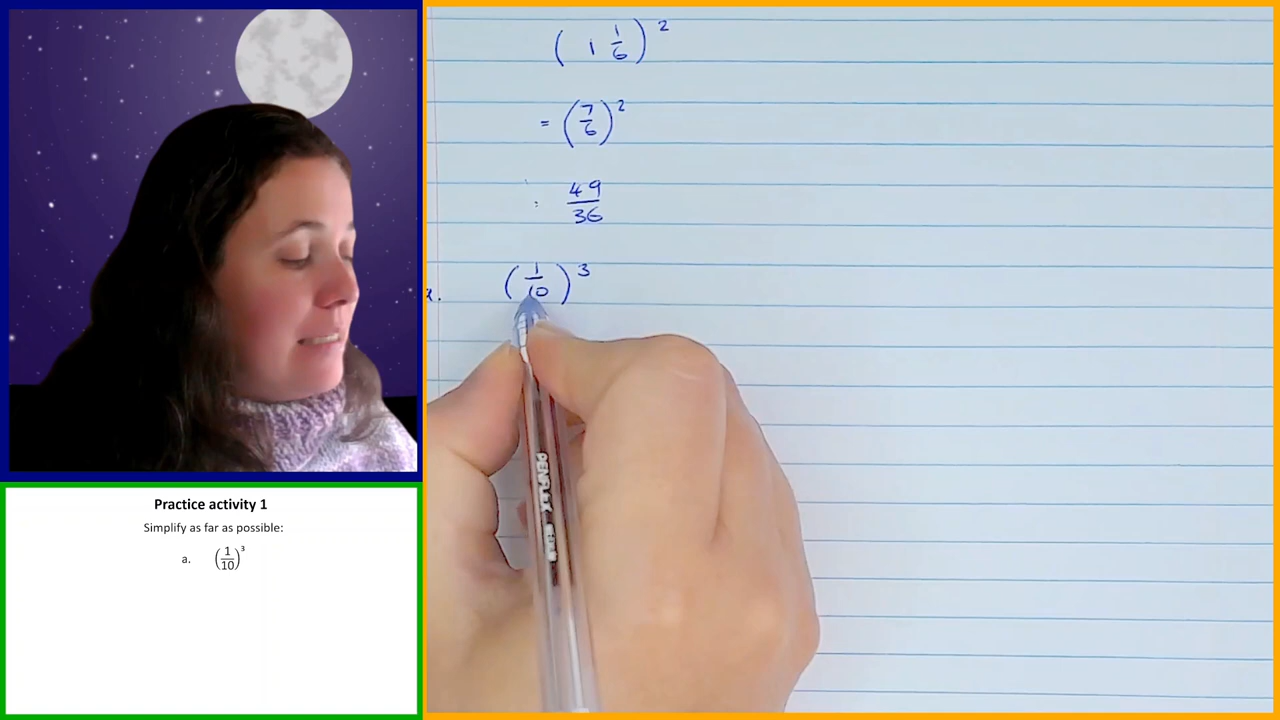 ( 1 1/6 )²
= (7/6)²
: 49/36
a. (1/10)³
PENFLEX
Practice activity 1
Simplify as far as possible:
a. (1/10)³